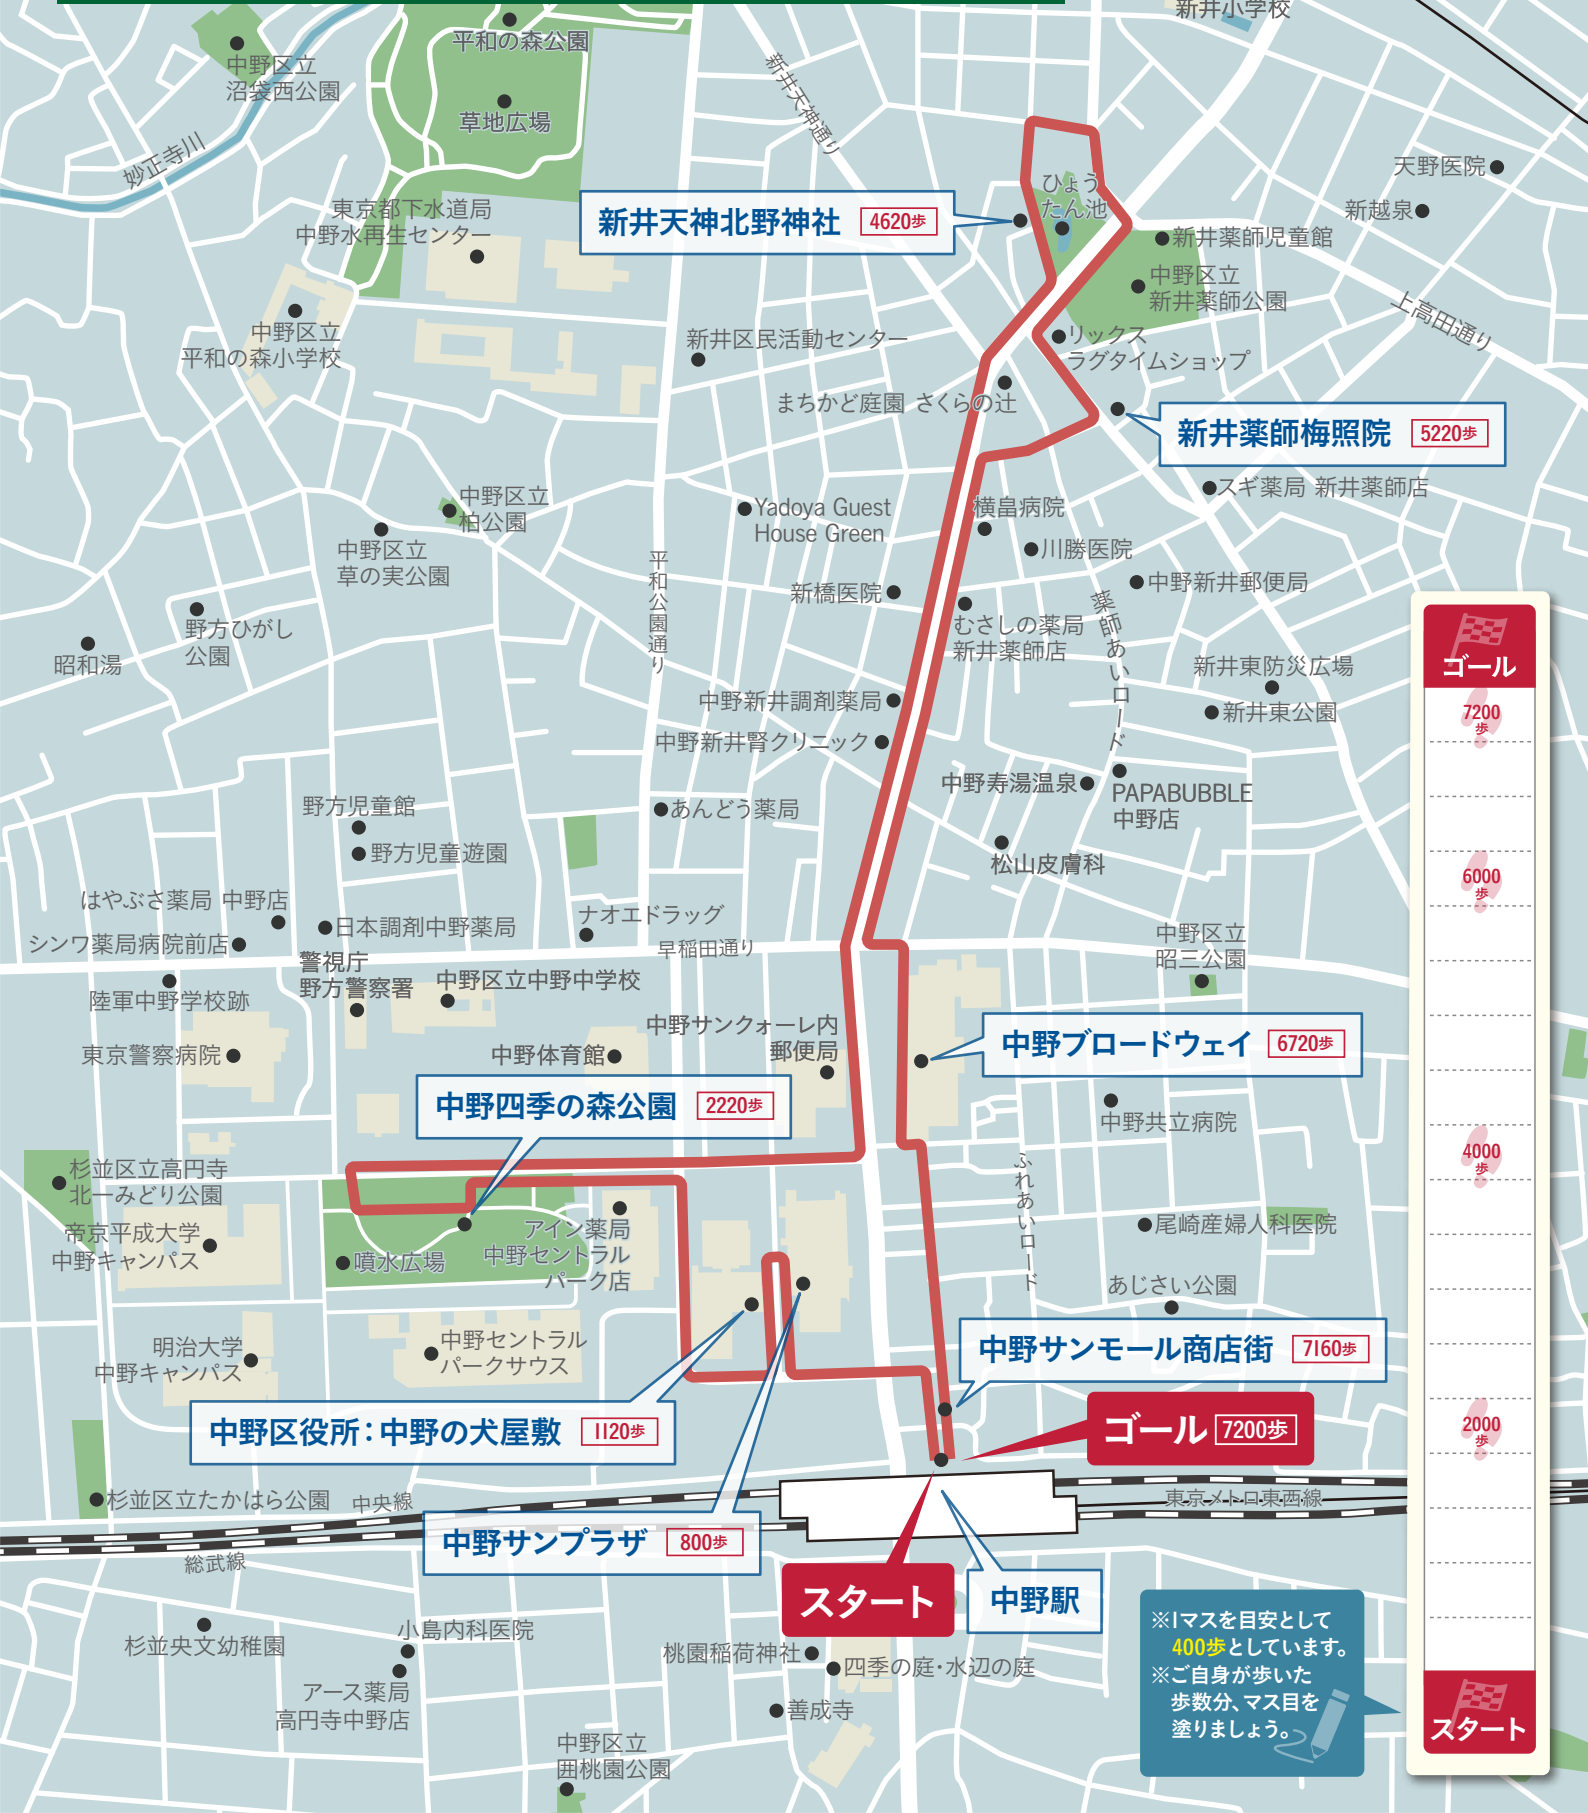 新井小学校
平和の森公園
中野区立
沼袋西公園
草地広場
新井天神通り
妙正寺川
天野医院
新越泉
ひょう
たん池
東京都下水道局
中野水再生センター
新井天神北野神社 4620歩
新井薬師児童館
中野区立
新井薬師公園
上高田通り
中野区立
平和の森小学校
新井区民活動センター
リックス
ラグタイムショップ
まちかど庭園 さくらの辻
新井薬師梅照院 5220歩
スギ薬局 新井薬師店
中野区立
柏公園
Yadoya Guest
House Green
横畠病院
川勝医院
中野区立
草の実公園
平和公園通り
新橋医院
中野新井郵便局
薬師あいロード
むさしの薬局
新井薬師店
野方ひがし
公園
昭和湯
新井東防災広場
新井東公園
中野新井調剤薬局
中野新井腎クリニック
中野寿湯温泉
PAPABUBBLE
中野店
あんどう薬局
野方児童館
野方児童遊園
松山皮膚科
はやぶさ薬局 中野店
シンワ薬局病院前店
日本調剤中野薬局
ナオエドラッグ
早稲田通り
中野区立
昭三公園
警視庁
野方警察署
中野区立中野中学校
陸軍中野学校跡
中野サンクォーレ内
郵便局
東京警察病院
中野体育館
中野ブロードウェイ 6720歩
中野四季の森公園 2220歩
中野共立病院
ふれあいロード
杉並区立高円寺
北一みどり公園
帝京平成大学
中野キャンパス
噴水広場
アイン薬局
中野セントラル
パーク店
尾崎産婦人科医院
あじさい公園
明治大学
中野キャンパス
中野セントラル
パークサウス
中野サンモール商店街 7160歩
中野区役所：中野の犬屋敷 1120歩
ゴール 7200歩
杉並区立たかはら公園
中央線
東京メトロ東西線
中野サンプラザ 800歩
総武線
スタート
中野駅
杉並央文幼稚園
小島内科医院
アース薬局
高円寺中野店
桃園稲荷神社
四季の庭・水辺の庭
善成寺
中野区立
囲桃園公園
※1マスを目安として
400歩としています。
※ご自身が歩いた
歩数分、マス目を
塗りましょう。
ゴール
7200
歩
6000
歩
4000
歩
2000
歩
スタート